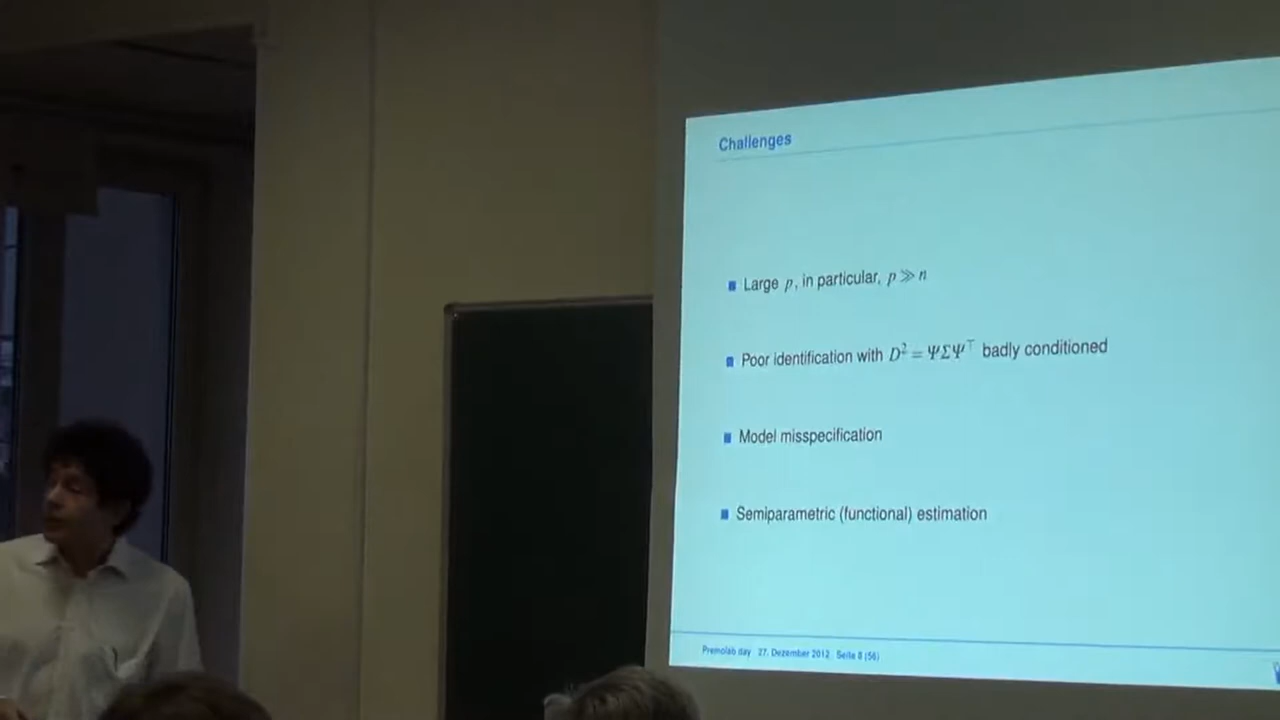 Challenges
Large p, in particular, p ≫ n
Poor identification with D² = ΨΣΨ⊤ badly conditioned
Model misspecification
Semiparametric (functional) estimation
Premolab day 27. Dezember 2012 Seite 8 (56)